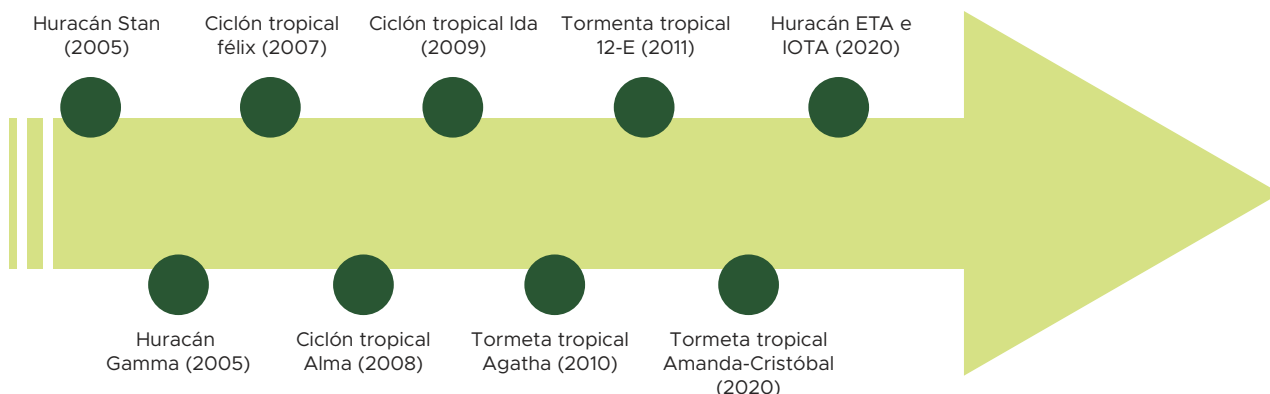 Huracán Stan
(2005)
Ciclón tropical
félix (2007)
Ciclón tropical Ida
(2009)
Tormenta tropical
12-E (2011)
Huracán ETA e
IOTA (2020)
Huracán
Gamma (2005)
Ciclón tropical
Alma (2008)
Tormeta tropical
Agatha (2010)
Tormeta tropical
Amanda-Cristóbal
(2020)